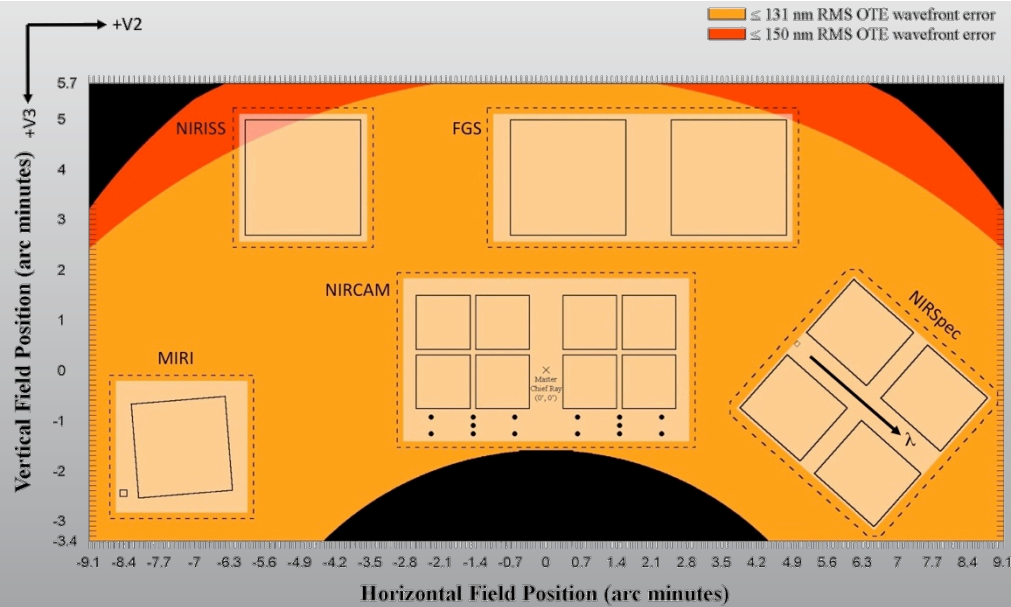 +V2
+V3
≤ 131 nm RMS OTE wavefront error
≤ 150 nm RMS OTE wavefront error
NIRISS
FGS
NIRCAM
NIRSpec
MIRI
Master
Chief Ray
(0', 0')
λ
Vertical Field Position (arc minutes)
5.7
5
4
3
2
1
0
-1
-2
-3
-3.4
-9.1 -8.4 -7.7 -7 -6.3 -5.6 -4.9 -4.2 -3.5 -2.8 -2.1 -1.4 -0.7 0 0.7 1.4 2.1 2.8 3.5 4.2 4.9 5.6 6.3 7 7.7 8.4 9.1
Horizontal Field Position (arc minutes)